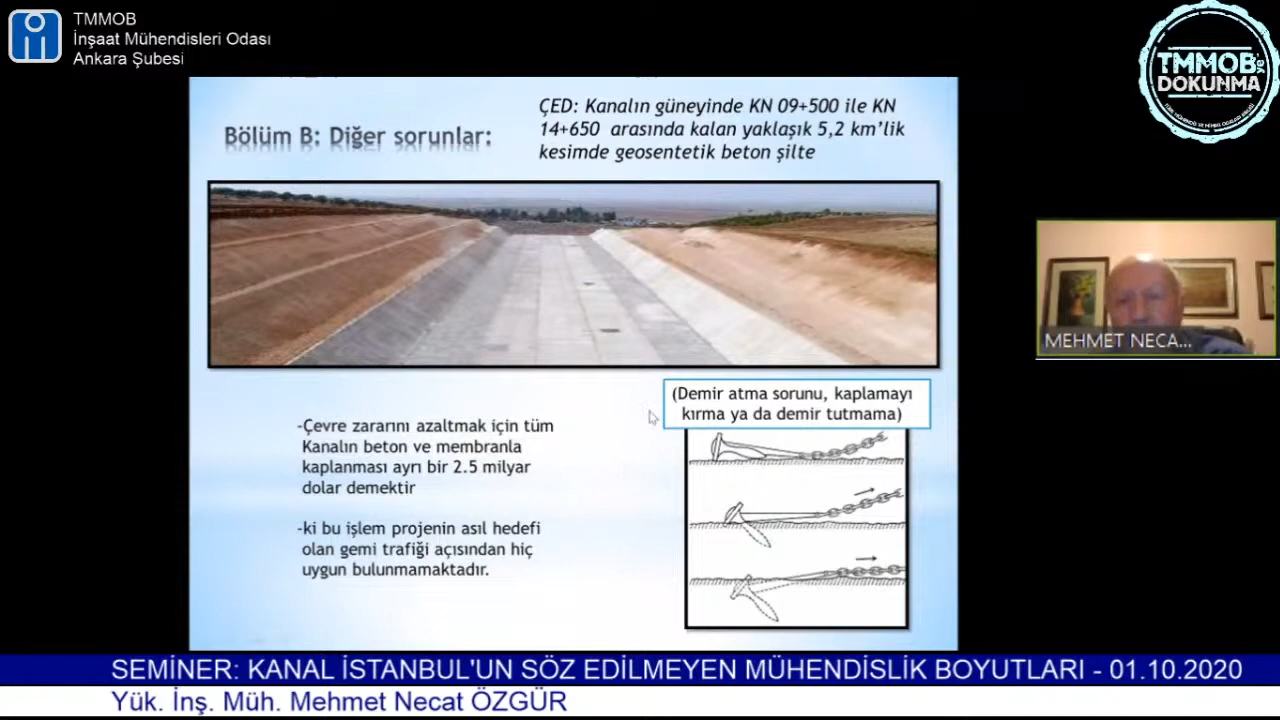 TMMOB
İnşaat Mühendisleri Odası
Ankara Şubesi
TMMOB
DOKUNMA
Bölüm B: Diğer sorunlar:
ÇED: Kanalın güneyinde KN 09+500 ile KN
14+650 arasında kalan yaklaşık 5,2 km’lik
kesimde geosentetik beton şilte
MEHMET NECA...
(Demir atma sorunu, kaplamayı
kırma ya da demir tutmama)
-Çevre zararını azaltmak için tüm
Kanalın beton ve membranla
kaplanması ayrı bir 2.5 milyar
dolar demektir
-ki bu işlem projenin asıl hedefi
olan gemi trafiği açısından hiç
uygun bulunmamaktadır.
SEMİNER: KANAL İSTANBUL'UN SÖZ EDİLMEYEN MÜHENDİSLİK BOYUTLARI - 01.10.2020
Yük. İnş. Müh. Mehmet Necat ÖZGÜR